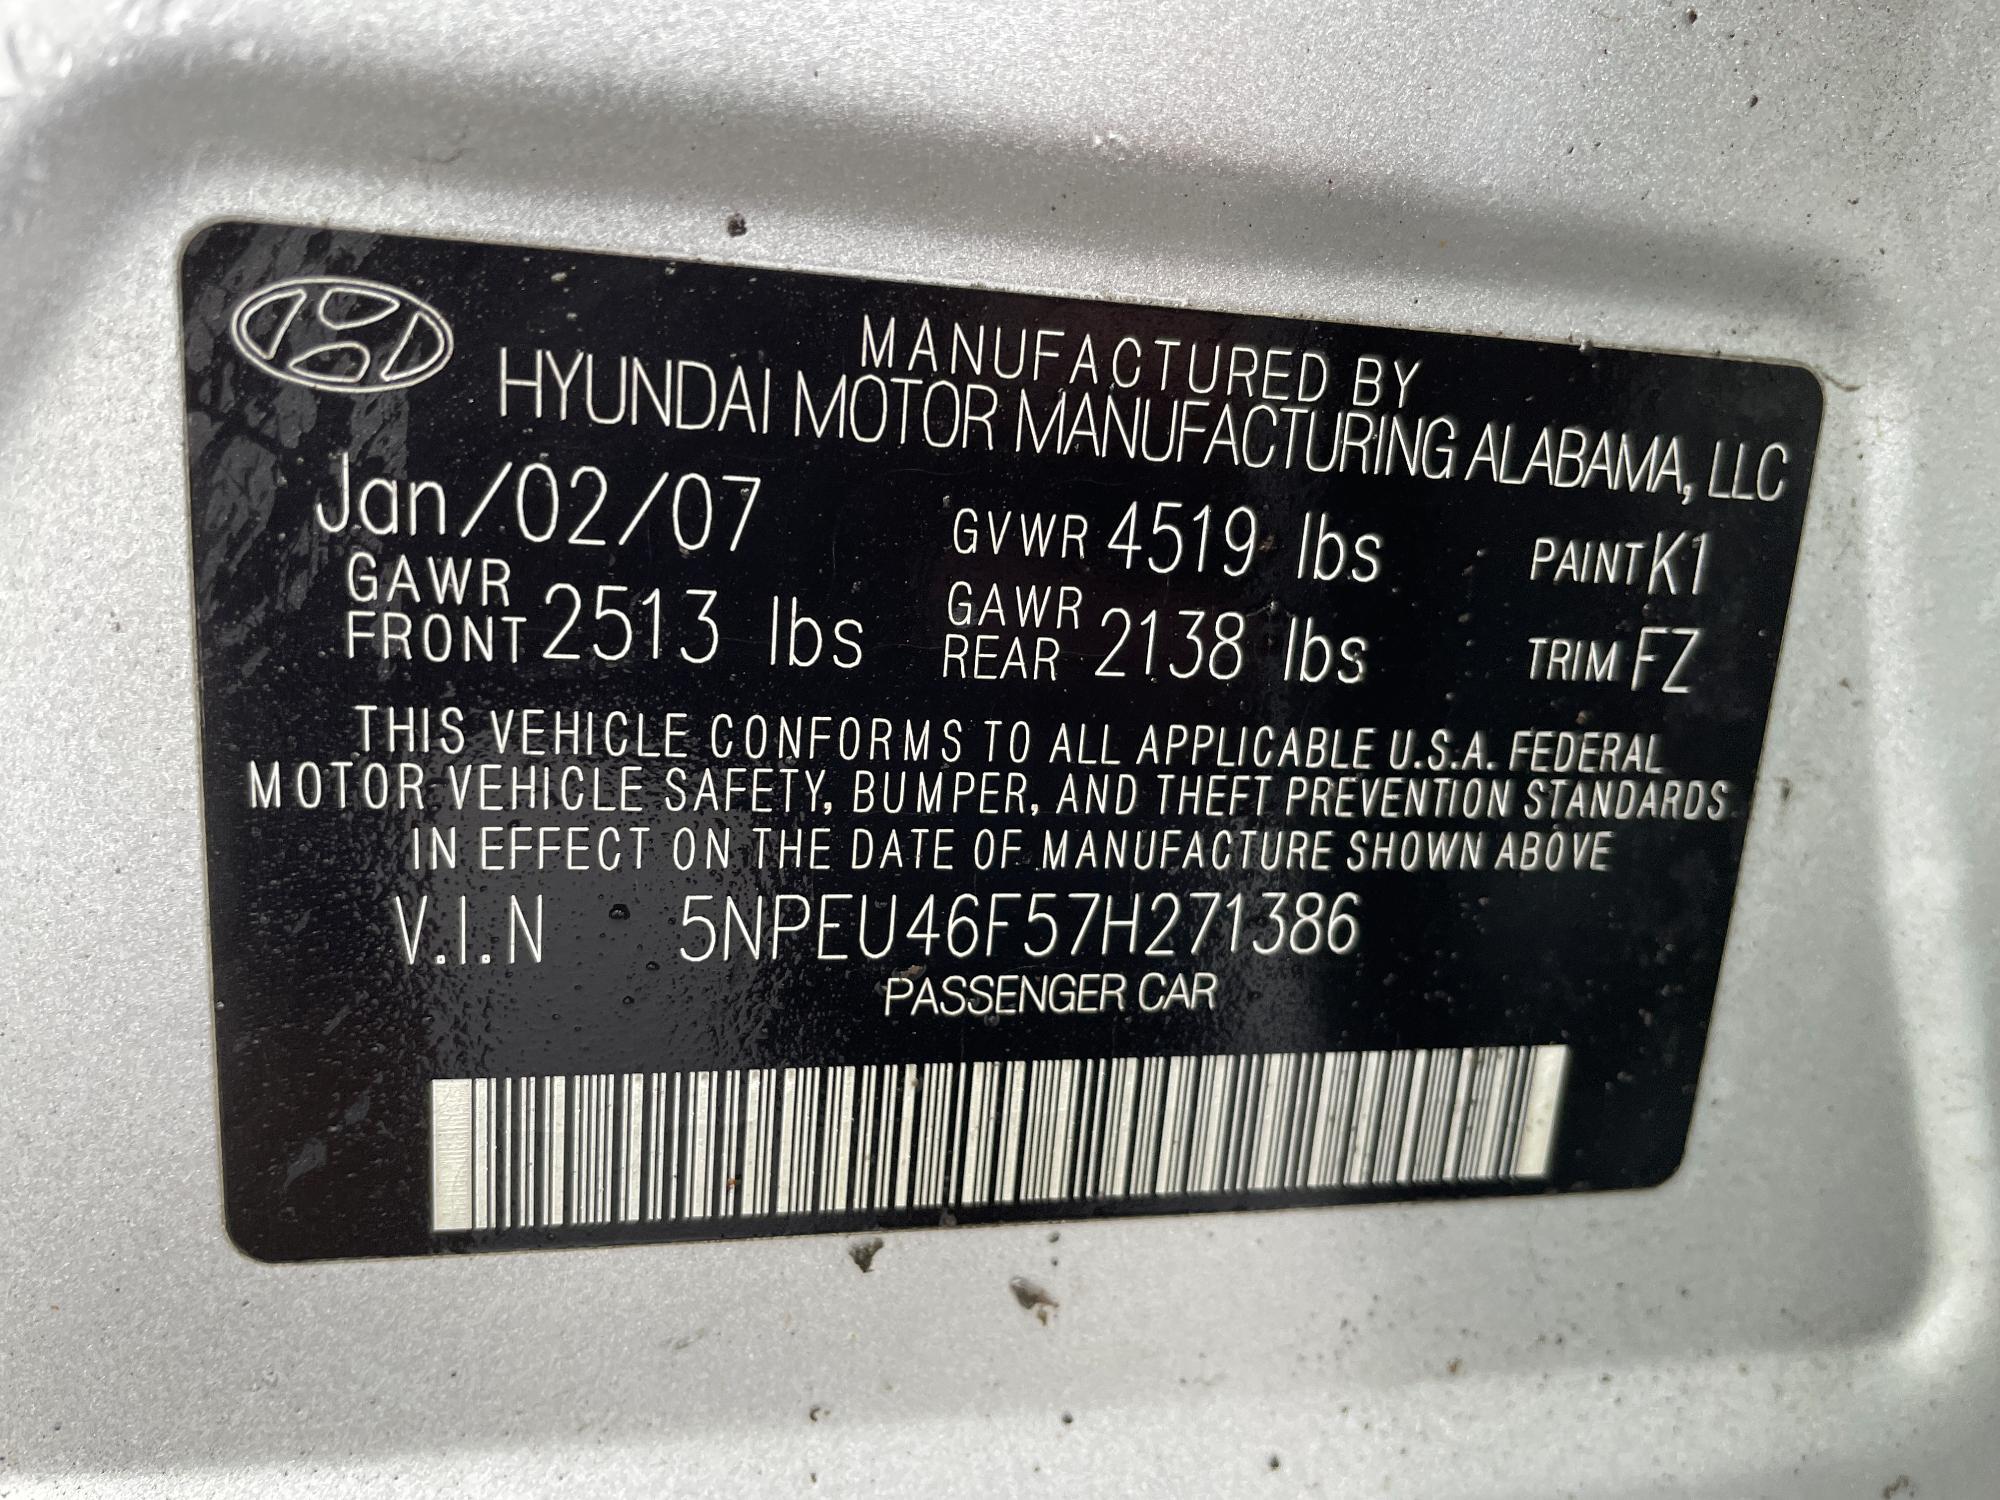 MANUFACTURED BY
HYUNDAI MOTOR MANUFACTURING ALABAMA, LLC
Jan/02/07 GVWR 4519 lbs PAINT K1
GAWR FRONT 2513 lbs GAWR REAR 2138 lbs TRIM FZ
THIS VEHICLE CONFORMS TO ALL APPLICABLE U.S.A. FEDERAL
MOTOR VEHICLE SAFETY, BUMPER, AND THEFT PREVENTION STANDARDS
IN EFFECT ON THE DATE OF MANUFACTURE SHOWN ABOVE
V.I.N 5NPEU46F57H271386
PASSENGER CAR